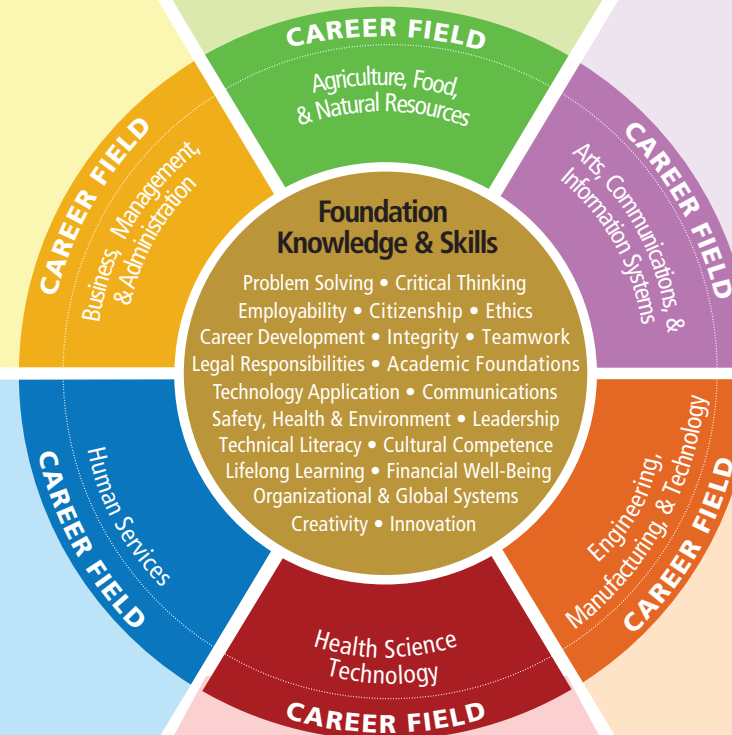 CAREER FIELD
Agriculture, Food,
& Natural Resources
CAREER FIELD
Arts, Communications, &
Information Systems
CAREER FIELD
Engineering,
Manufacturing, & Technology
CAREER FIELD
Health Science
Technology
CAREER FIELD
Human Services
CAREER FIELD
Business, Management,
& Administration
Foundation
Knowledge & Skills
Problem Solving • Critical Thinking
Employability • Citizenship • Ethics
Career Development • Integrity • Teamwork
Legal Responsibilities • Academic Foundations
Technology Application • Communications
Safety, Health & Environment • Leadership
Technical Literacy • Cultural Competence
Lifelong Learning • Financial Well-Being
Organizational & Global Systems
Creativity • Innovation